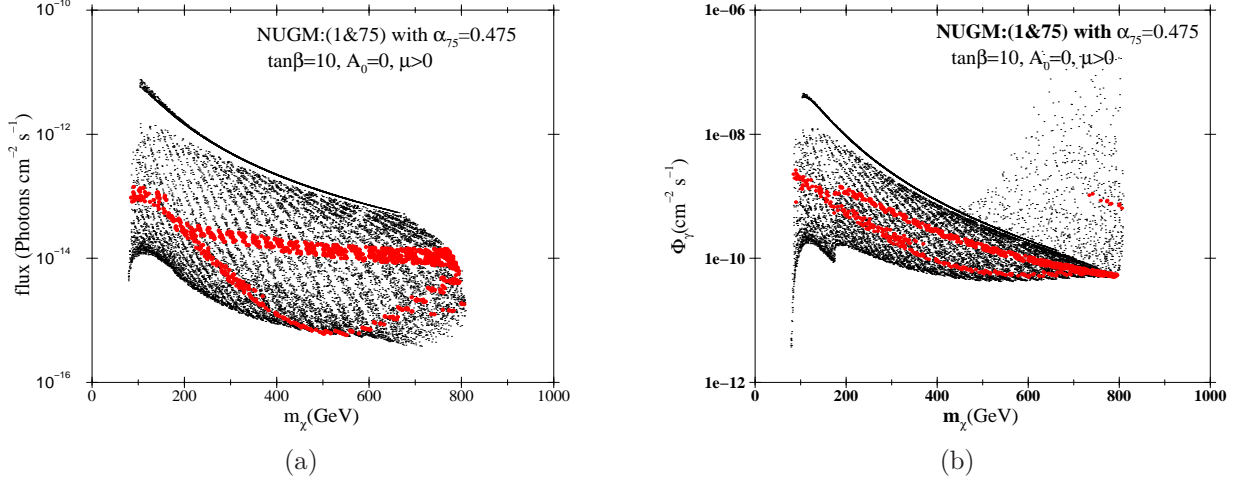 10⁻¹⁰
10⁻¹²
10⁻¹⁴
10⁻¹⁶
flux (Photons cm⁻² s⁻¹)
NUGM:(1&75) with α₇₅=0.475
tanβ=10, A₀=0, μ>0
0 200 400 600 800 1000
m_χ(GeV)
(a)
1e−06
1e−08
1e−10
1e−12
Φ_γ(cm⁻² s⁻¹)
NUGM:(1&75) with α₇₅=0.475
tanβ=10, A₀=0, μ>0
0 200 400 600 800 1000
m_χ(GeV)
(b)